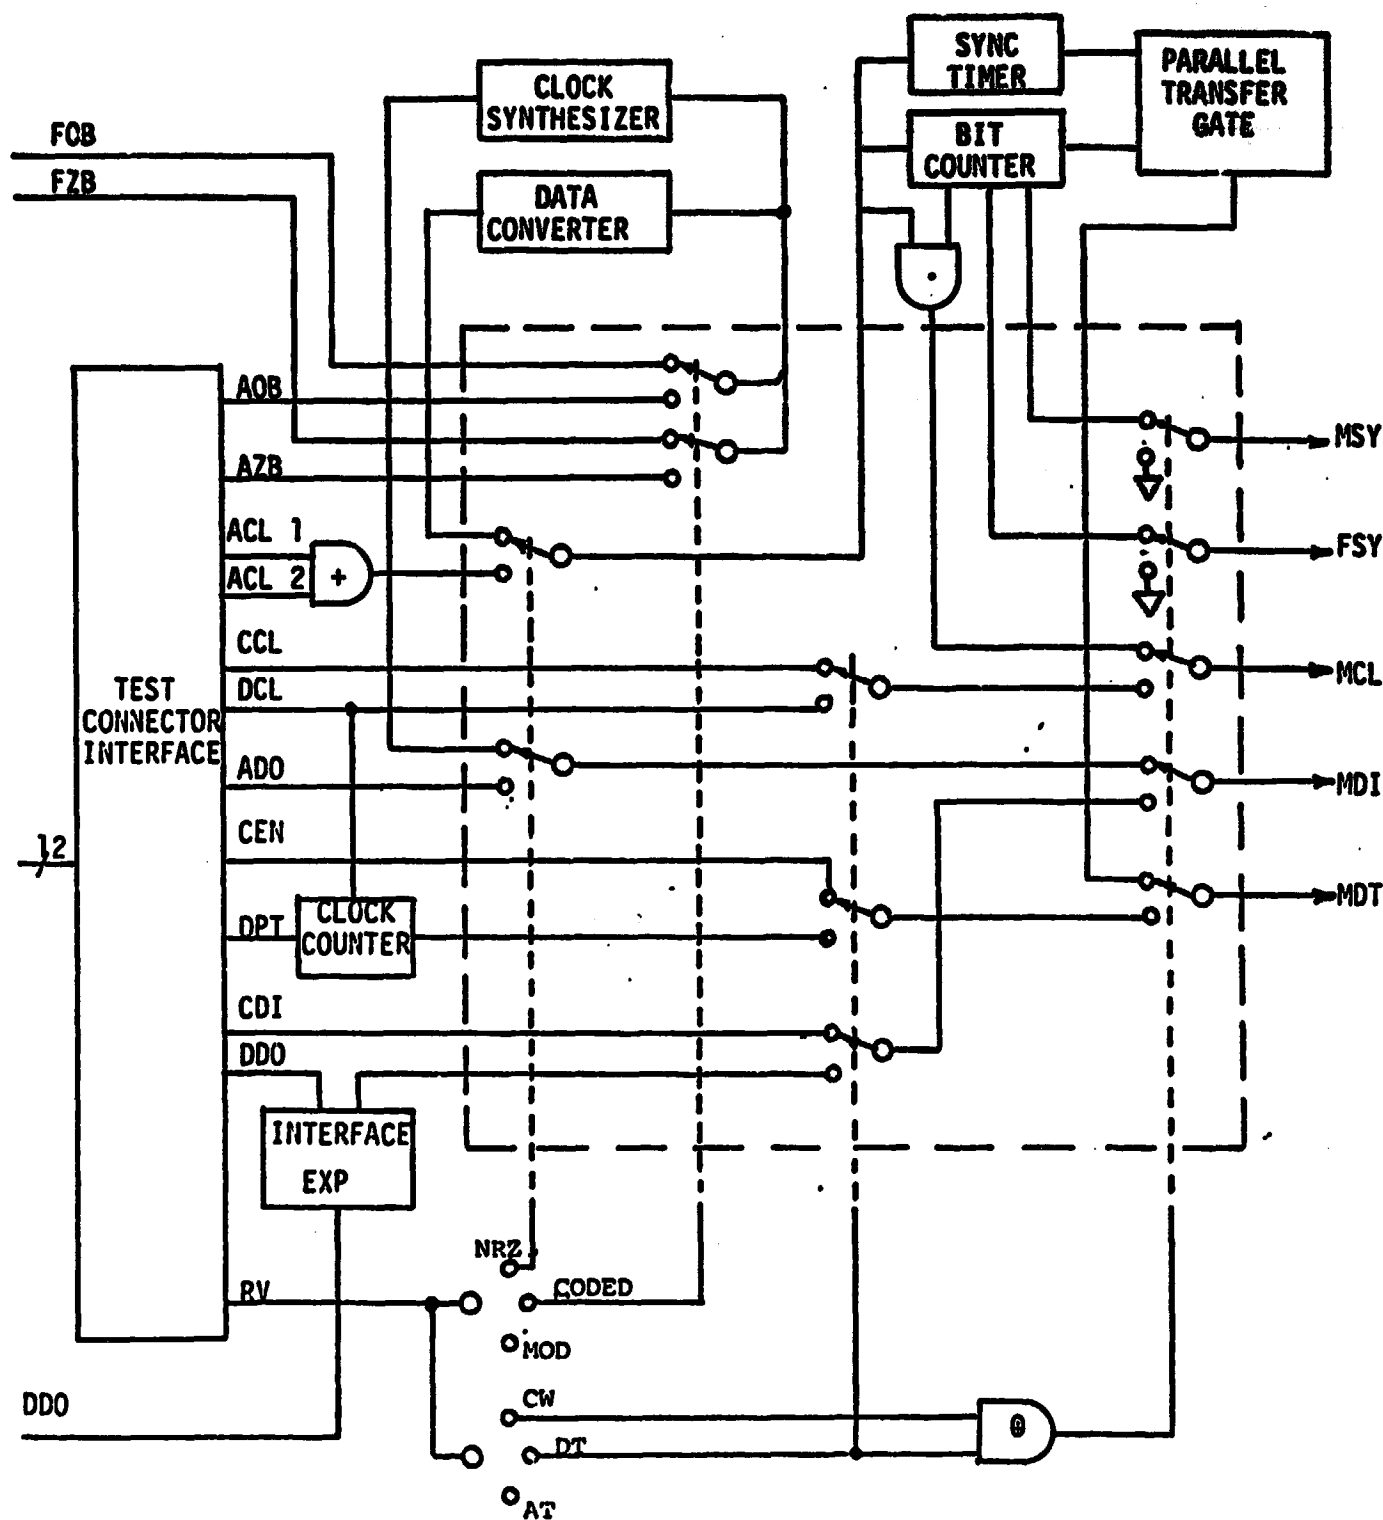 SYNC
TIMER
PARALLEL
TRANSFER
GATE
CLOCK
SYNTHESIZER
BIT
COUNTER
FOB
FZB
DATA
CONVERTER
AOB
AZB
ACL 1
ACL 2
+
MSY
FSY
CCL
DCL
MCL
TEST
CONNECTOR
INTERFACE
ADO
MDI
CEN
12
CLOCK
COUNTER
DPT
MDT
CDI
DDO
INTERFACE
EXP
NRZ
RV
CODED
MOD
DDO
CW
DT
AT